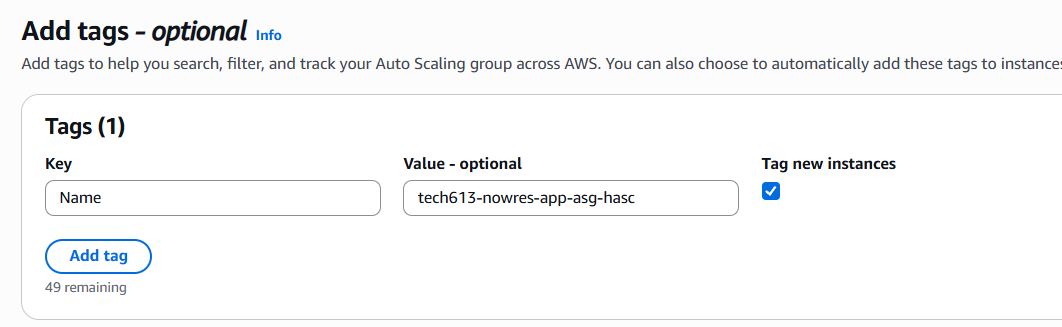 Add tags - optional Info
Add tags to help you search, filter, and track your Auto Scaling group across AWS. You can also choose to automatically add these tags to instances
Tags (1)
Key Value - optional Tag new instances
Name tech613-nowres-app-asg-hasc
Add tag
49 remaining